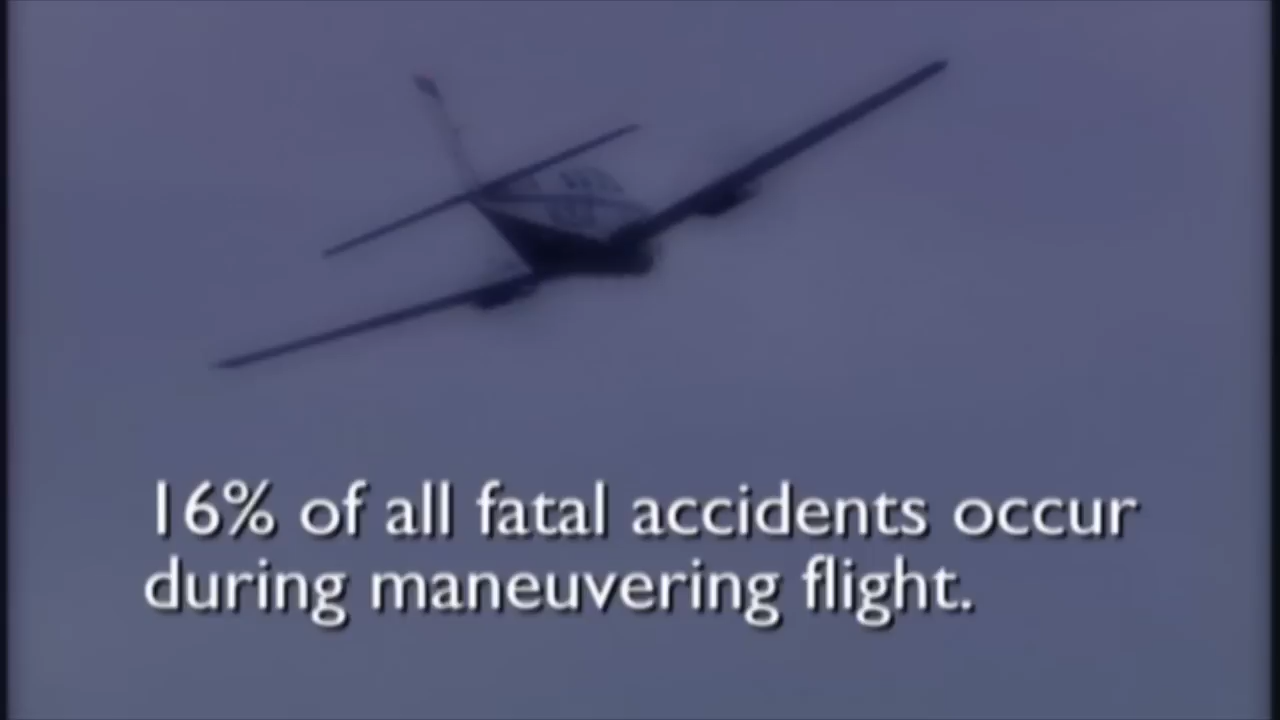 16% of all fatal accidents occur
during maneuvering flight.